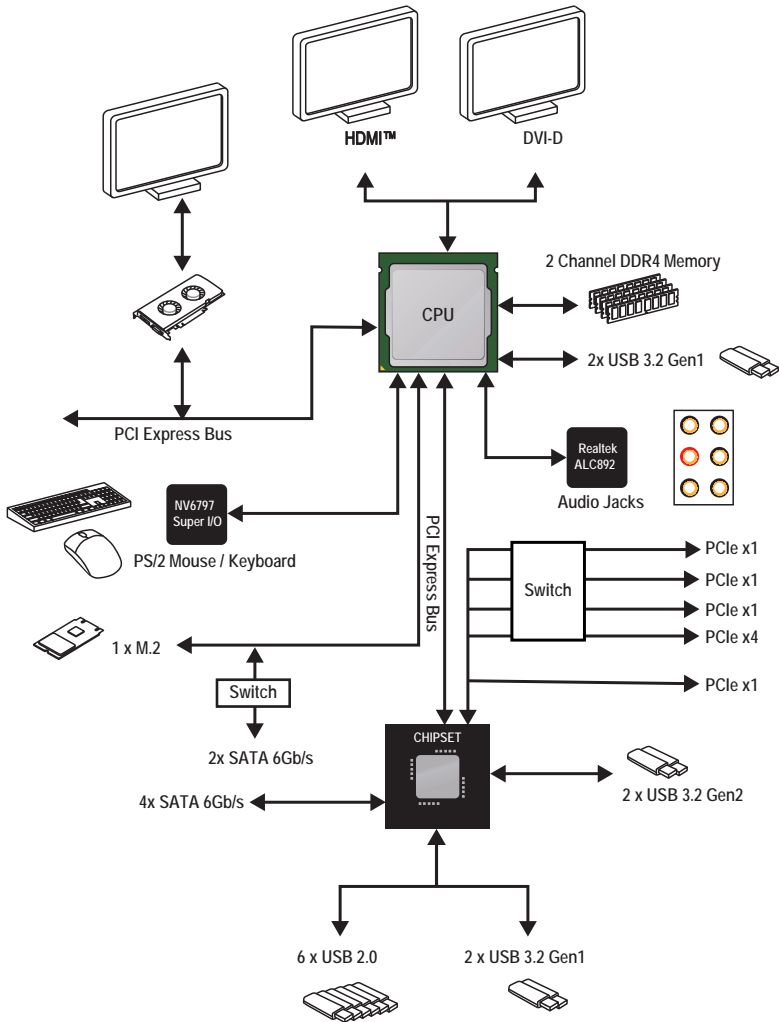 HDMI™
DVI-D
2 Channel DDR4 Memory
CPU
2x USB 3.2 Gen1
PCI Express Bus
Realtek
ALC892
Audio Jacks
NV6797
Super I/O
PS/2 Mouse / Keyboard
PCI Express Bus
Switch
PCIe x1
PCIe x1
PCIe x1
PCIe x4
PCIe x1
1 x M.2
Switch
2x SATA 6Gb/s
CHIPSET
4x SATA 6Gb/s
2 x USB 3.2 Gen2
6 x USB 2.0
2 x USB 3.2 Gen1